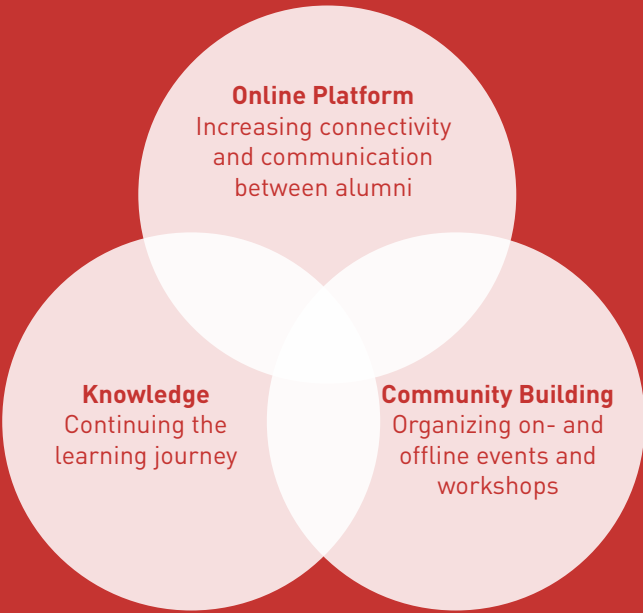 Online Platform
Increasing connectivity
and communication
between alumni
Knowledge
Continuing the
learning journey
Community Building
Organizing on- and
offline events and
workshops